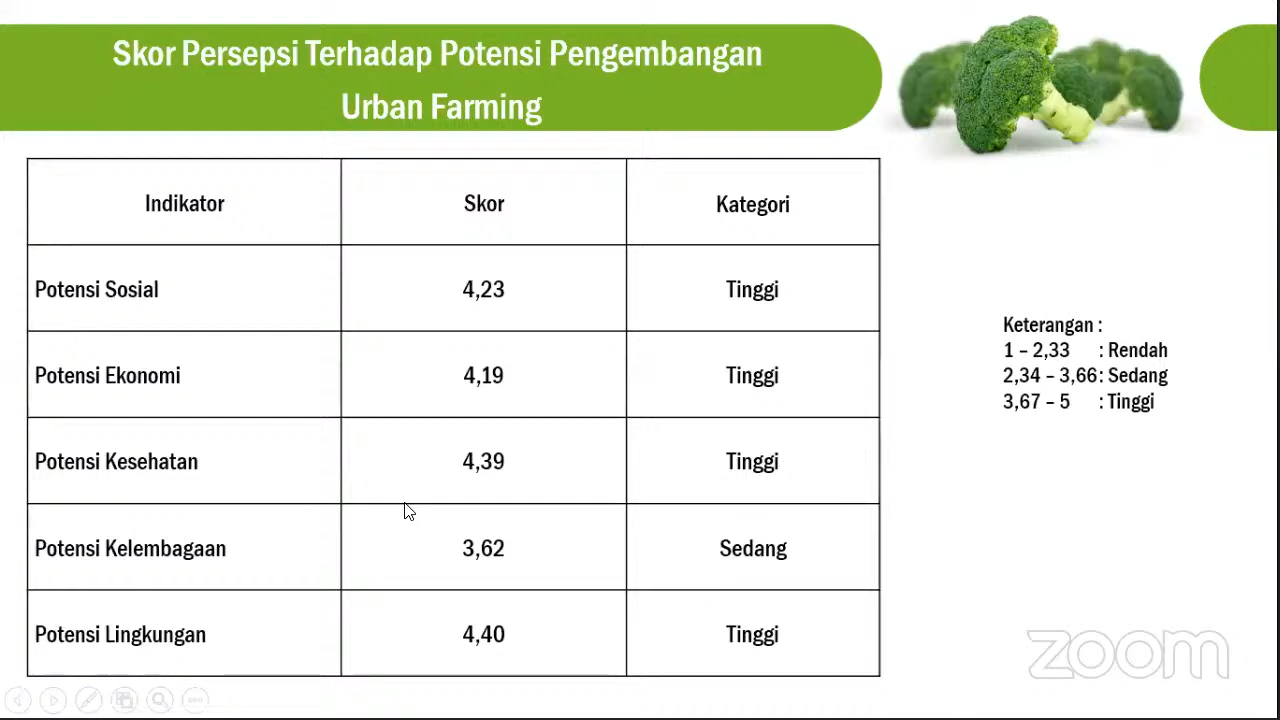 Skor Persepsi Terhadap Potensi Pengembangan
Urban Farming
Indikator Skor Kategori
Potensi Sosial 4,23 Tinggi
Potensi Ekonomi 4,19 Tinggi
Potensi Kesehatan 4,39 Tinggi
Potensi Kelembagaan 3,62 Sedang
Potensi Lingkungan 4,40 Tinggi
Keterangan :
1 – 2,33 : Rendah
2,34 – 3,66 : Sedang
3,67 – 5 : Tinggi
zoom